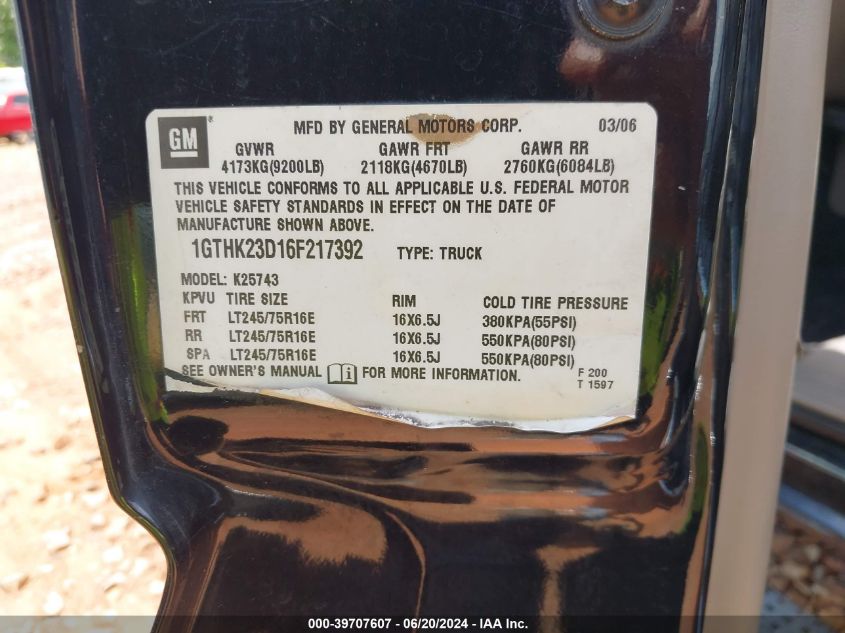 GM ®
MFD BY GENERAL MOTORS CORP. 03/06
GVWR GAWR FRT GAWR RR
4173KG(9200LB) 2118KG(4670LB) 2760KG(6084LB)
THIS VEHICLE CONFORMS TO ALL APPLICABLE U.S. FEDERAL MOTOR
VEHICLE SAFETY STANDARDS IN EFFECT ON THE DATE OF
MANUFACTURE SHOWN ABOVE.
1GTHK23D16F217392 TYPE: TRUCK
MODEL: K25743
KPVU TIRE SIZE RIM COLD TIRE PRESSURE
FRT LT245/75R16E 16X6.5J 380KPA(55PSI)
RR LT245/75R16E 16X6.5J 550KPA(80PSI)
SPA LT245/75R16E 16X6.5J 550KPA(80PSI)
SEE OWNER'S MANUAL FOR MORE INFORMATION. F 200
T 1597
000-39707607 - 06/20/2024 - IAA Inc.